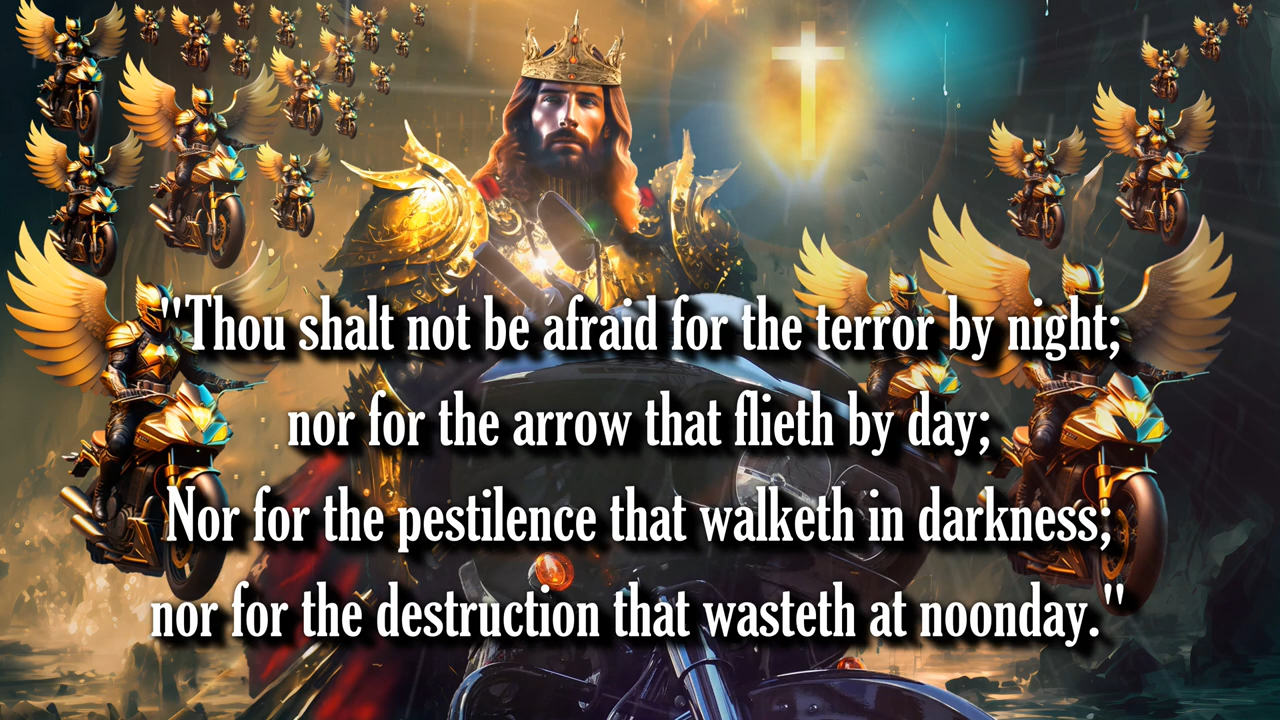 "Thou shalt not be afraid for the terror by night;
nor for the arrow that flieth by day;
Nor for the pestilence that walketh in darkness;
nor for the destruction that wasteth at noonday."